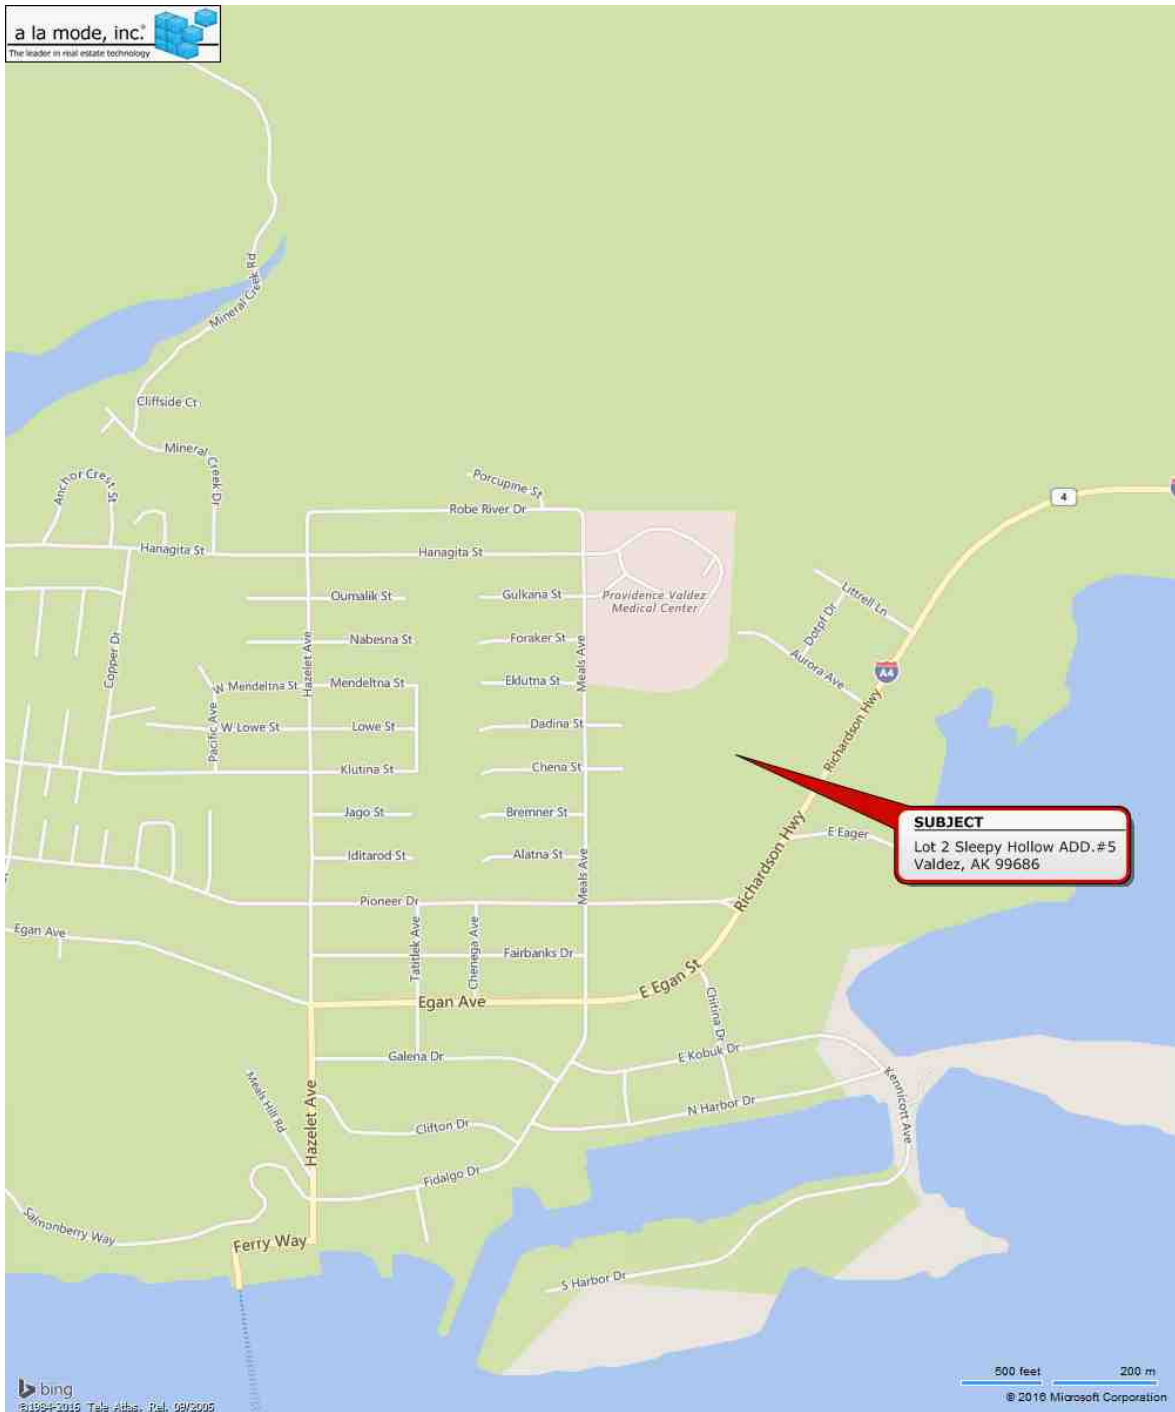 a la mode, inc.®
The leader in real estate technology
Mineral Creek Rd
Cliffside Ct
Mineral Creek Dr
Anchor Crest St
Porcupine St
Robe River Dr
4
Hanagita St
Hanagita St
Oumalik St
Gulkana St
Providence Valdez
Medical Center
Littrell Ln
Dotpf Dr
Nabesna St
Foraker St
Copper Dr
Hazelet Ave
Meals Ave
Aurora Ave
A4
W Mendeltna St
Mendeltna St
Eklutna St
Pacific Ave
W Lowe St
Lowe St
Dadina St
Richardson Hwy
Klutina St
Chena St
Jago St
Bremner St
SUBJECT
Lot 2 Sleepy Hollow ADD.#5
Valdez, AK 99686
E Eager
Iditarod St
Alatna St
Meals Ave
Richardson Hwy
Pioneer Dr
Egan Ave
Tatitlek Ave
Chenega Ave
Fairbanks Dr
E Egan St
Egan Ave
Chitina Dr
Galena Dr
E Kobuk Dr
Kennicott Ave
Meals Hill Rd
Hazelet Ave
N Harbor Dr
Clifton Dr
Fidalgo Dr
Salmonberry Way
Ferry Way
S Harbor Dr
500 feet
200 m
bing
©1984-2016 Tele Atlas, Rel. 09/2005
© 2016 Microsoft Corporation